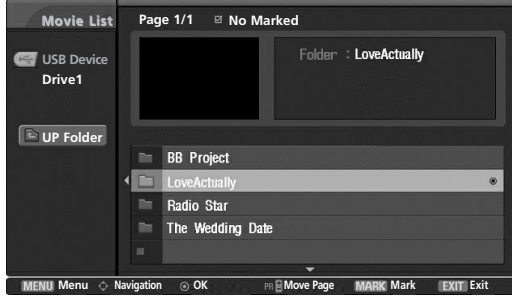 Movie List
Page 1/1 No Marked
USB Device
Drive1
Folder : LoveActually
UP Folder
BB Project
LoveActually
Radio Star
The Wedding Date
MENU Menu Navigation OK PR Move Page MARK Mark EXIT Exit